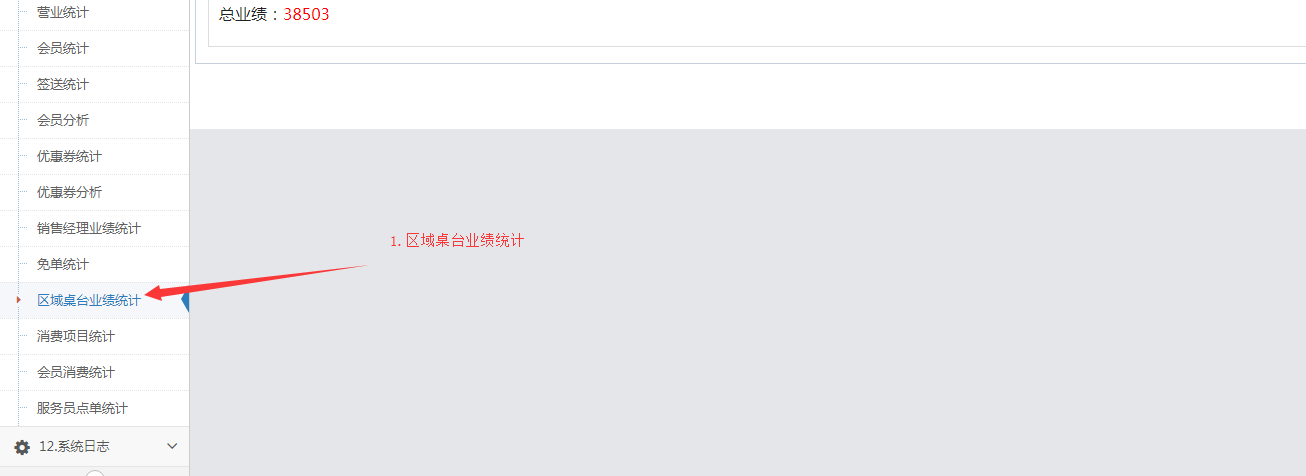 营业统计
会员统计
签送统计
会员分析
优惠券统计
优惠券分析
销售经理业绩统计
免单统计
区域桌台业绩统计
消费项目统计
会员消费统计
服务员点单统计
12.系统日志
总业绩：38503
1. 区域桌台业绩统计